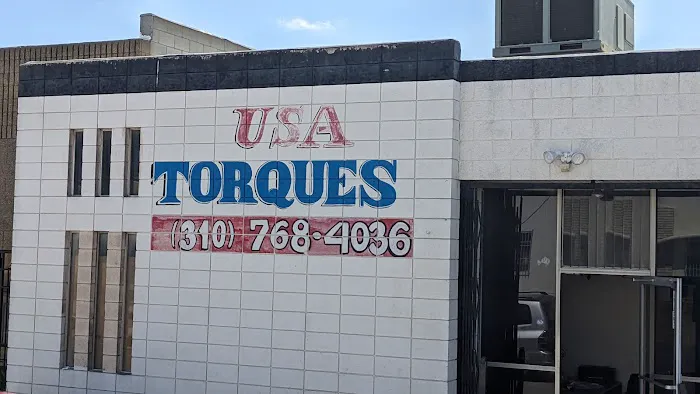 USA
TORQUES
(310) 768-4036